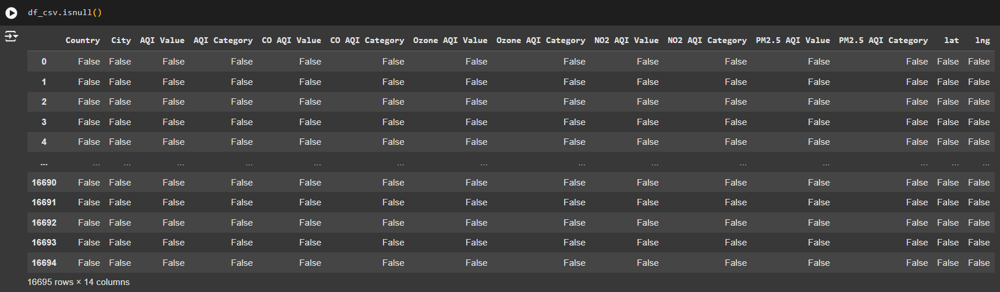 df_csv.isnull()
Country City AQI Value AQI Category CO AQI Value CO AQI Category Ozone AQI Value Ozone AQI Category NO2 AQI Value NO2 AQI Category PM2.5 AQI Value PM2.5 AQI Category lat lng
0 False False False False False False False False False False False False False False
1 False False False False False False False False False False False False False False
2 False False False False False False False False False False False False False False
3 False False False False False False False False False False False False False False
4 False False False False False False False False False False False False False False
... ... ... ... ... ... ... ... ... ... ... ... ... ... ...
16690 False False False False False False False False False False False False False False
16691 False False False False False False False False False False False False False False
16692 False False False False False False False False False False False False False False
16693 False False False False False False False False False False False False False False
16694 False False False False False False False False False False False False False False
16695 rows × 14 columns